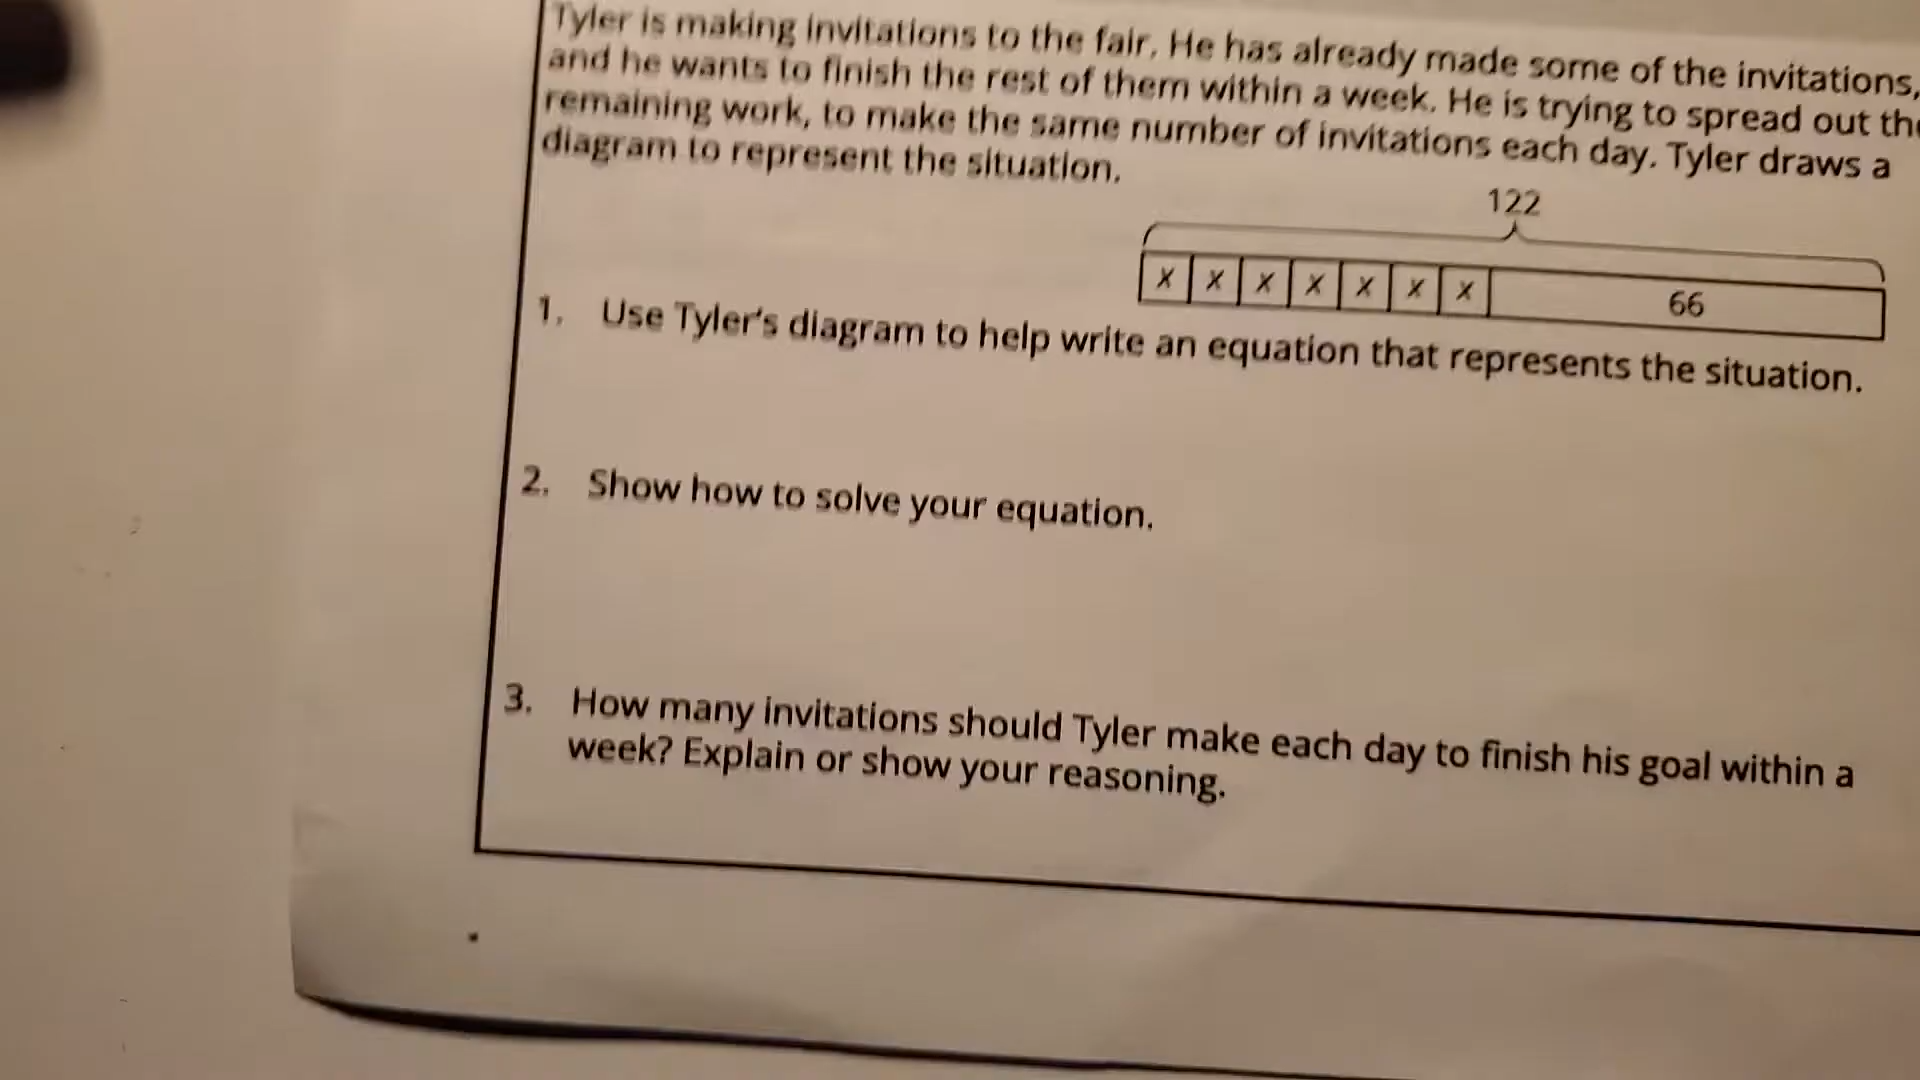 Tyler is making invitations to the fair. He has already made some of the invitations,
and he wants to finish the rest of them within a week. He is trying to spread out the
remaining work, to make the same number of invitations each day. Tyler draws a
diagram to represent the situation.
122
x x x x x x x 66
1. Use Tyler's diagram to help write an equation that represents the situation.
2. Show how to solve your equation.
3. How many invitations should Tyler make each day to finish his goal within a
week? Explain or show your reasoning.